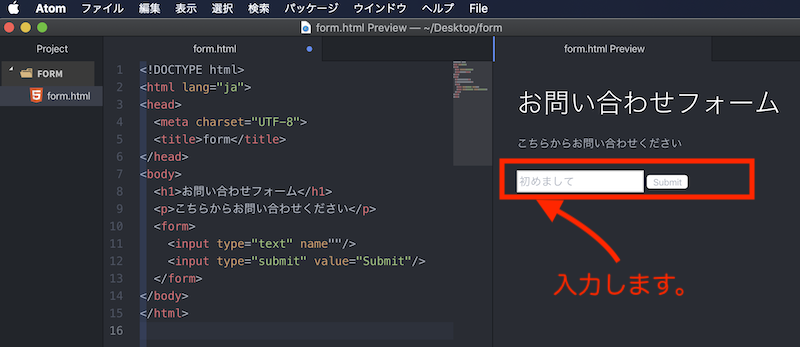 Atom ファイル 編集 表示 選択 検索 パッケージ ウインドウ ヘルプ File
form.html Preview — ~/Desktop/form
Project
FORM
form.html
form.html
1 <!DOCTYPE html>
2 <html lang="ja">
3 <head>
4 <meta charset="UTF-8">
5 <title>form</title>
6 </head>
7 <body>
8 <h1>お問い合わせフォーム</h1>
9 <p>こちらからお問い合わせください</p>
10 <form>
11 <input type="text" name""/>
12 <input type="submit" value="Submit"/>
13 </form>
14 </body>
15 </html>
16
form.html Preview
お問い合わせフォーム
こちらからお問い合わせください
初めまして Submit
入力します。